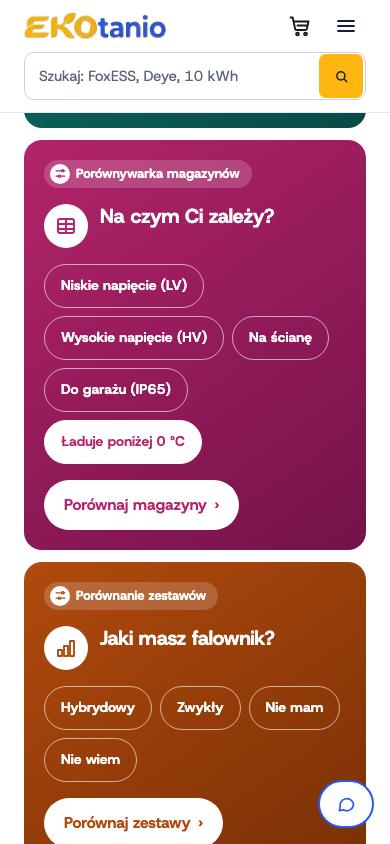 EKOtanio
Szukaj: FoxESS, Deye, 10 kWh
Porównywarka magazynów
Na czym Ci zależy?
Niskie napięcie (LV)
Wysokie napięcie (HV)
Na ścianę
Do garażu (IP65)
Ładuje poniżej 0 °C
Porównaj magazyny ›
Porównanie zestawów
Jaki masz falownik?
Hybrydowy
Zwykły
Nie mam
Nie wiem
Porównaj zestawy ›